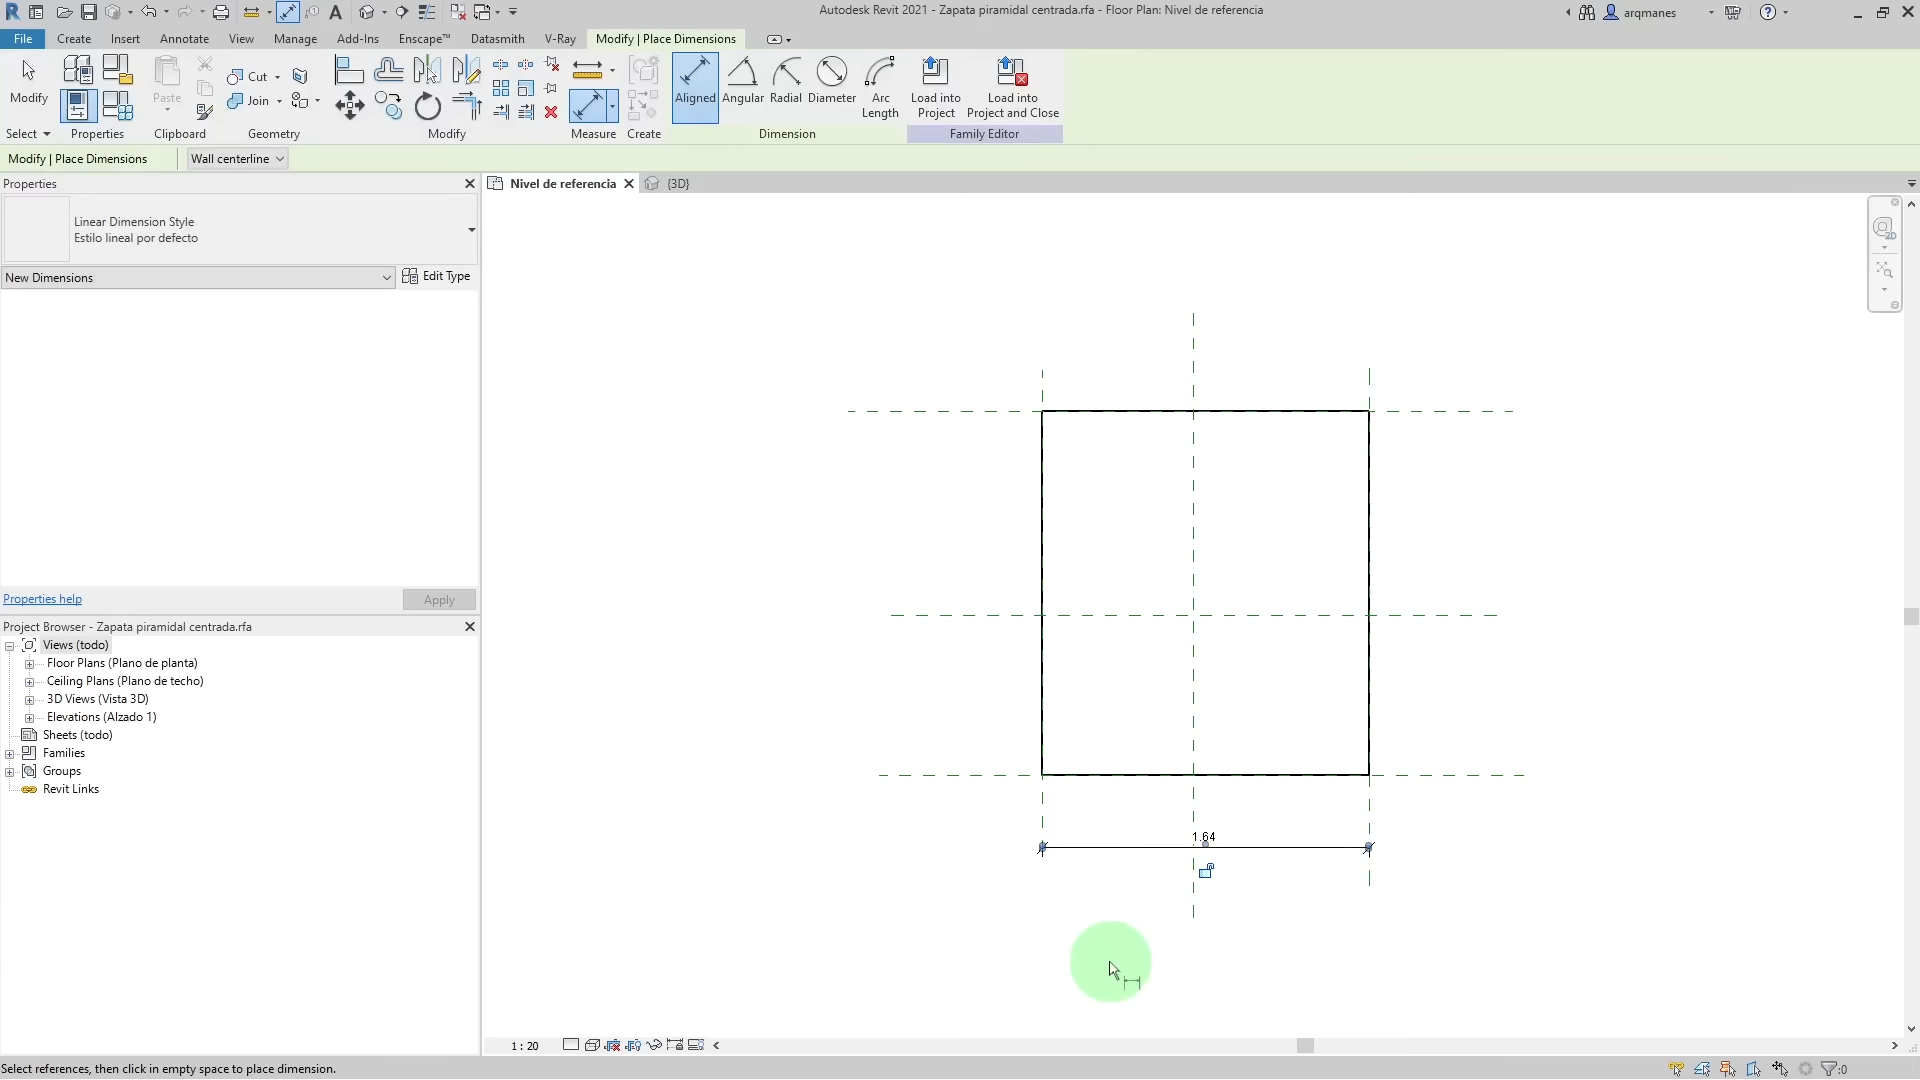 Autodesk Revit 2021 - Zapata piramidal centrada.rfa - Floor Plan: Nivel de referencia
arqmanes
File Create Insert Annotate View Manage Add-Ins Enscape™ Datasmith V-Ray Modify | Place Dimensions
Modify
Paste
Cut
Join
Aligned Angular Radial Diameter Arc Length
Load into Project
Load into Project and Close
Select Properties Clipboard Geometry Modify Measure Create Dimension Family Editor
Modify | Place Dimensions Wall centerline
Properties
Linear Dimension Style
Estilo lineal por defecto
New Dimensions
Edit Type
Properties help
Apply
Project Browser - Zapata piramidal centrada.rfa
Views (todo)
Floor Plans (Plano de planta)
Ceiling Plans (Plano de techo)
3D Views (Vista 3D)
Elevations (Alzado 1)
Sheets (todo)
Families
Groups
Revit Links
Nivel de referencia
{3D}
2D
1.64
1 : 20
Select references, then click in empty space to place dimension.
:0